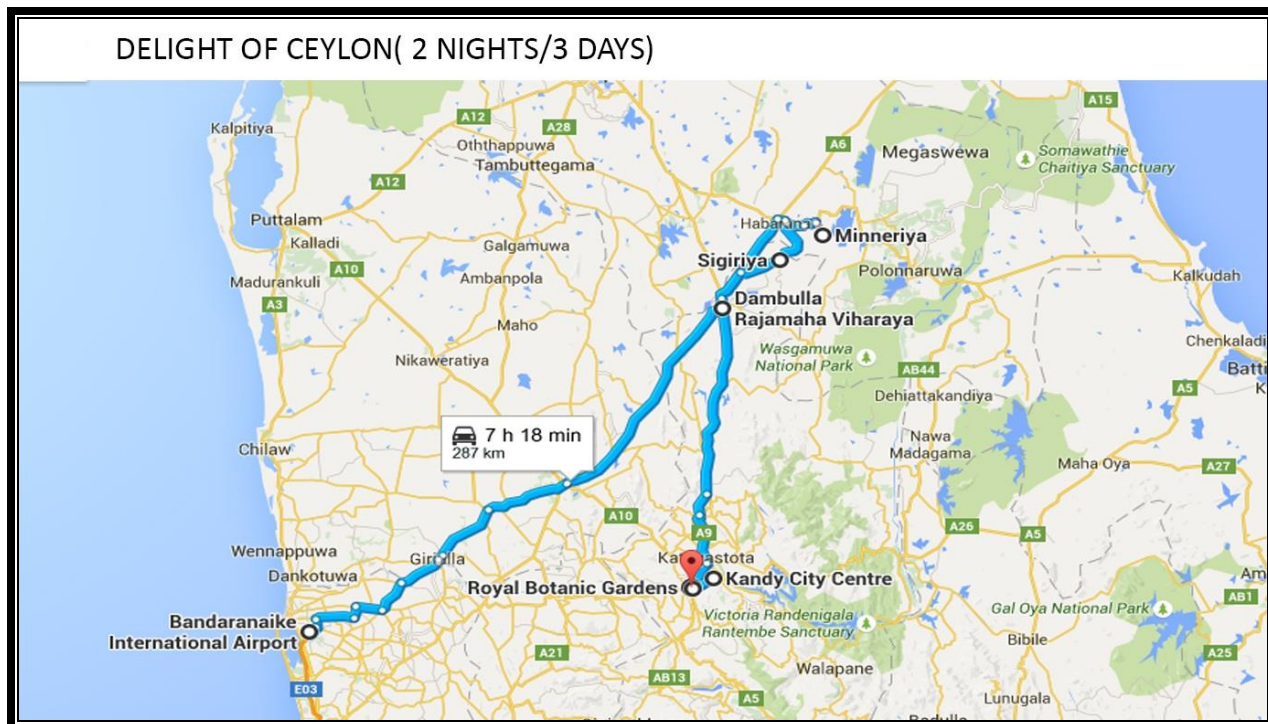 DELIGHT OF CEYLON( 2 NIGHTS/3 DAYS)
A15
Kalpitiya
A12
A28
Oththappuwa
Tambuttegama
A6
Megaswewa
Somawathie
Chaitiya Sanctuary
A12
Puttalam
Kalladi
Galgamuwa
Minneriya
A10
Madurankuli
Ambanpola
Sigiriya
Polonnaruwa
Kalkudah
A3
Maho
Dambulla
Rajamaha Viharaya
Nikaweratiya
Wasgamuwa
National Park
AB44
Chenkaladi
Batti
A5
K
Dehiattakandiya
7 h 18 min
287 km
Chilaw
Nawa
Madagama
Maha Oya
A27
A10
A9
A26
A5
Wennappuwa
Dankotuwa
Royal Botanic Gardens
Kandy City Centre
Am
AB1
Bandaranaike
International Airport
Victoria Randenigala
Rantembe Sanctuary
Gal Oya National Park
Bibile
A21
A25
E03
AB13
Walapane
A5
Lunugala